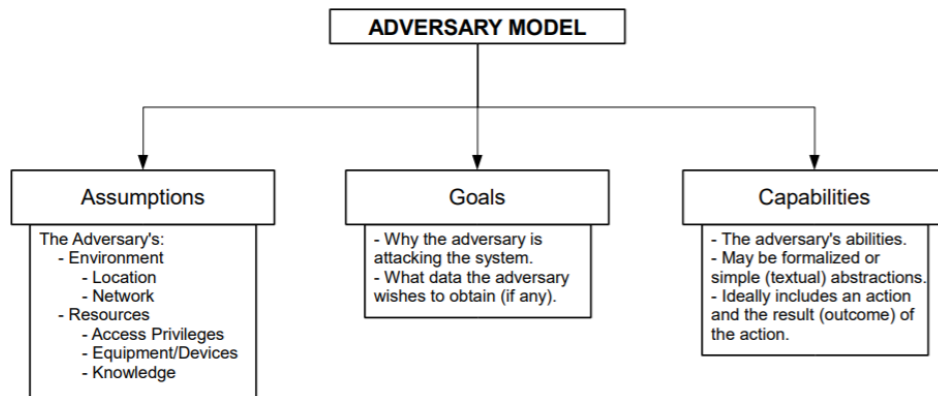 ADVERSARY MODEL
Assumptions
The Adversary's:
- Environment
- Location
- Network
- Resources
- Access Privileges
- Equipment/Devices
- Knowledge
Goals
- Why the adversary is
attacking the system.
- What data the adversary
wishes to obtain (if any).
Capabilities
- The adversary's abilities.
- May be formalized or
simple (textual) abstractions.
- Ideally includes an action
and the result (outcome) of
the action.